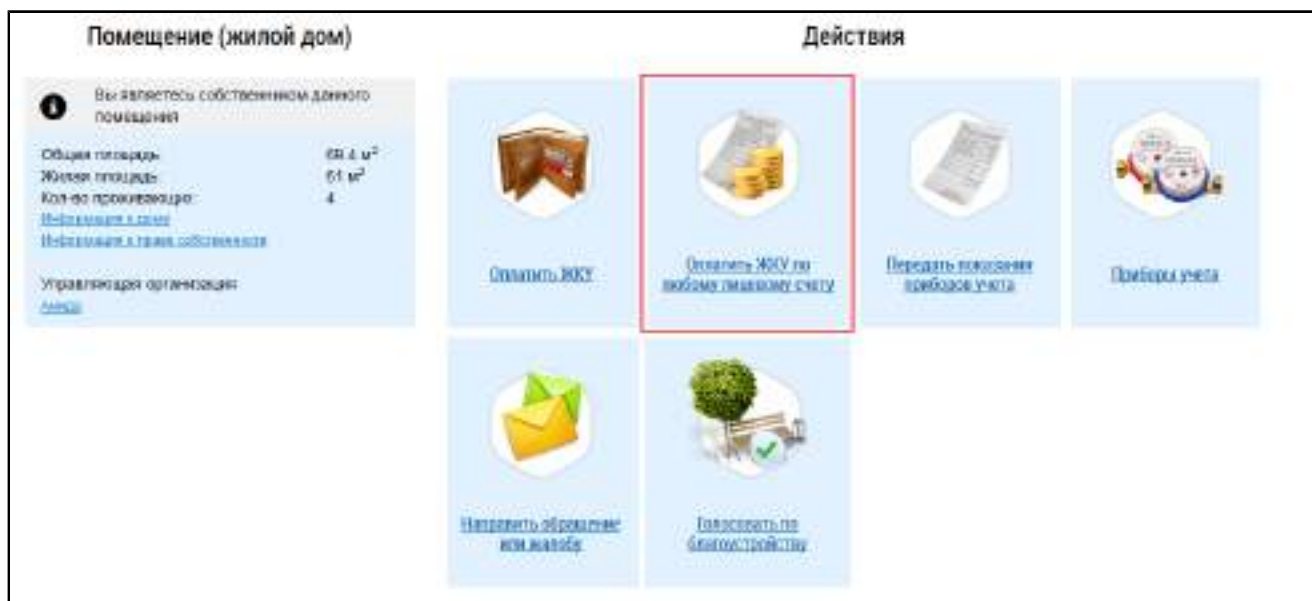 Помещение (жилой дом)
Действия
Вы являетесь собственником данного
помещения
Общая площадь:
69.4 м²
Жилая площадь:
61 м²
Кол-во проживающих:
4
Информация о доме
Информация о праве собственности
Управляющая организация:
Оплатить ЖКУ
Оплатить ЖКУ по
любому лицевому счету
Передать показания
приборов учета
Приборы учета
Направить обращение
или жалобу
Голосовать по
благоустройству